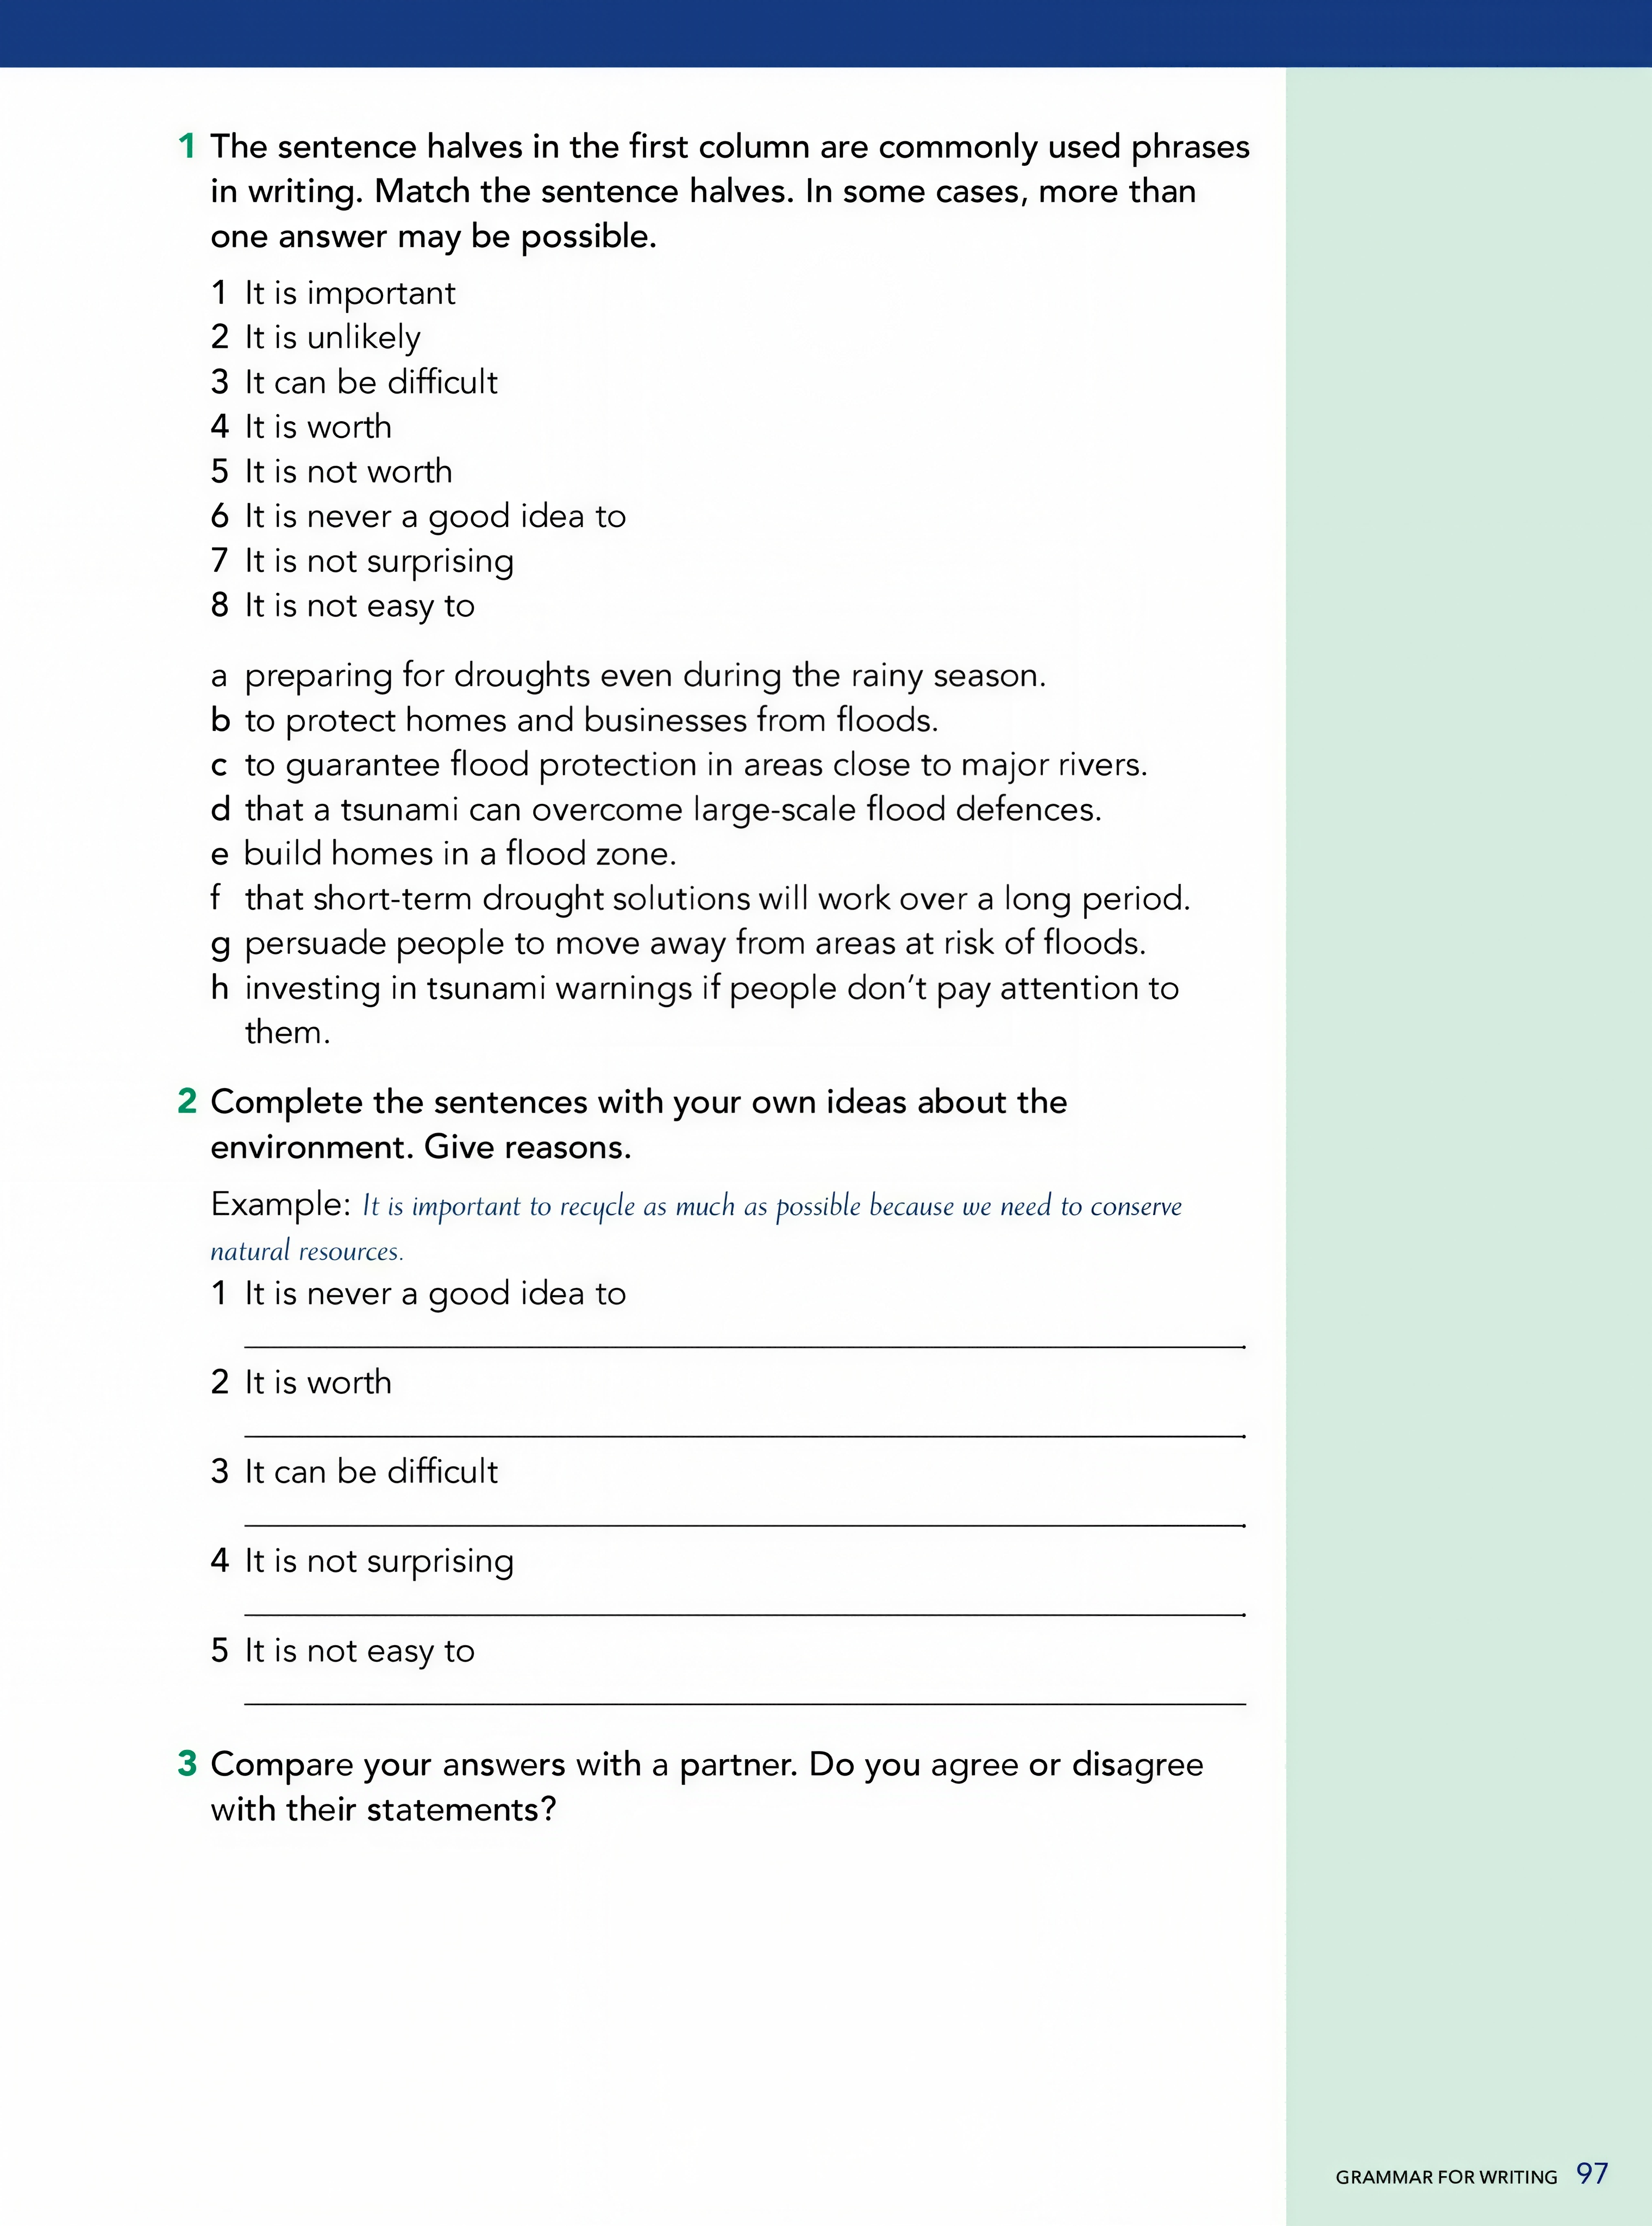 1 The sentence halves in the first column are commonly used phrases
in writing. Match the sentence halves. In some cases, more than
one answer may be possible.
1 It is important
2 It is unlikely
3 It can be difficult
4 It is worth
5 It is not worth
6 It is never a good idea to
7 It is not surprising
8 It is not easy to
a preparing for droughts even during the rainy season.
b to protect homes and businesses from floods.
c to guarantee flood protection in areas close to major rivers.
d that a tsunami can overcome large-scale flood defences.
e build homes in a flood zone.
f that short-term drought solutions will work over a long period.
g persuade people to move away from areas at risk of floods.
h investing in tsunami warnings if people don't pay attention to
them.
2 Complete the sentences with your own ideas about the
environment. Give reasons.
Example: It is important to recycle as much as possible because we need to conserve
natural resources.
1 It is never a good idea to
.
2 It is worth
.
3 It can be difficult
.
4 It is not surprising
.
5 It is not easy to
3 Compare your answers with a partner. Do you agree or disagree
with their statements?
GRAMMAR FOR WRITING 97